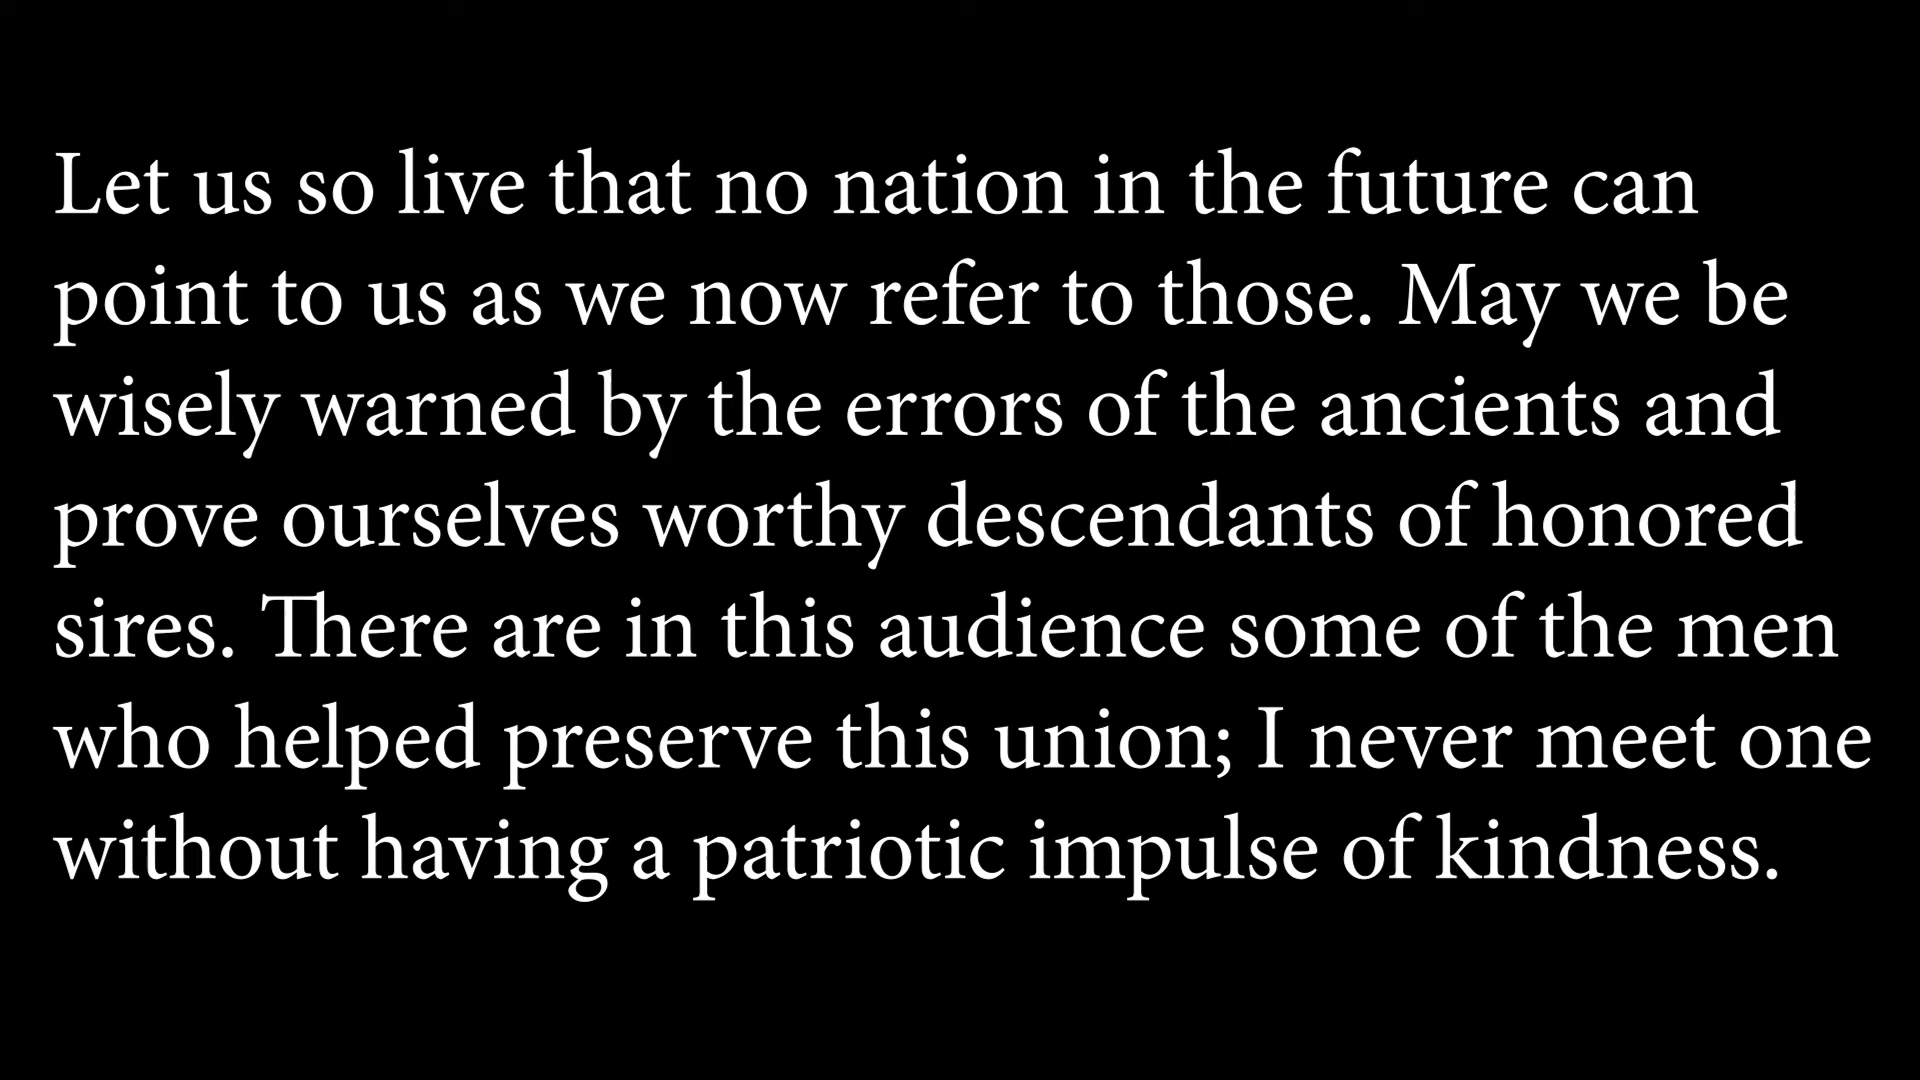 Let us so live that no nation in the future can
point to us as we now refer to those. May we be
wisely warned by the errors of the ancients and
prove ourselves worthy descendants of honored
sires. There are in this audience some of the men
who helped preserve this union; I never meet one
without having a patriotic impulse of kindness.